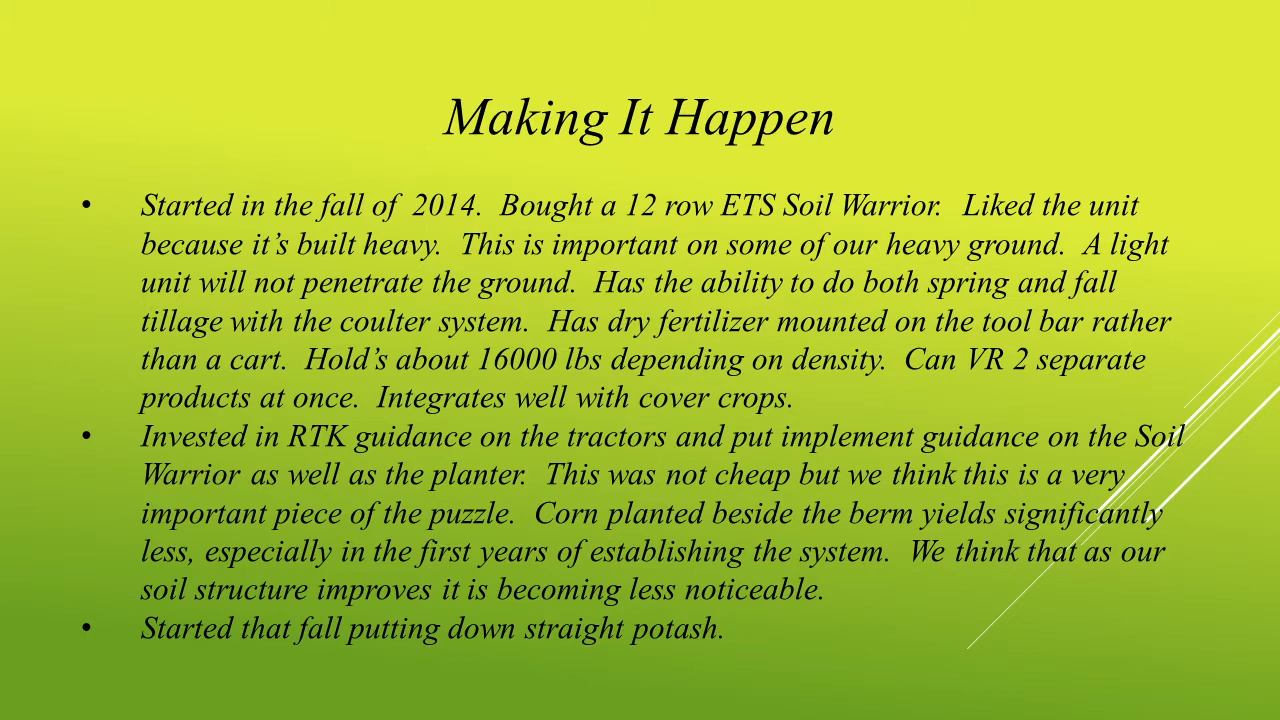 Making It Happen
• Started in the fall of 2014. Bought a 12 row ETS Soil Warrior. Liked the unit
because it’s built heavy. This is important on some of our heavy ground. A light
unit will not penetrate the ground. Has the ability to do both spring and fall
tillage with the coulter system. Has dry fertilizer mounted on the tool bar rather
than a cart. Hold’s about 16000 lbs depending on density. Can VR 2 separate
products at once. Integrates well with cover crops.
• Invested in RTK guidance on the tractors and put implement guidance on the Soil
Warrior as well as the planter. This was not cheap but we think this is a very
important piece of the puzzle. Corn planted beside the berm yields significantly
less, especially in the first years of establishing the system. We think that as our
soil structure improves it is becoming less noticeable.
• Started that fall putting down straight potash.